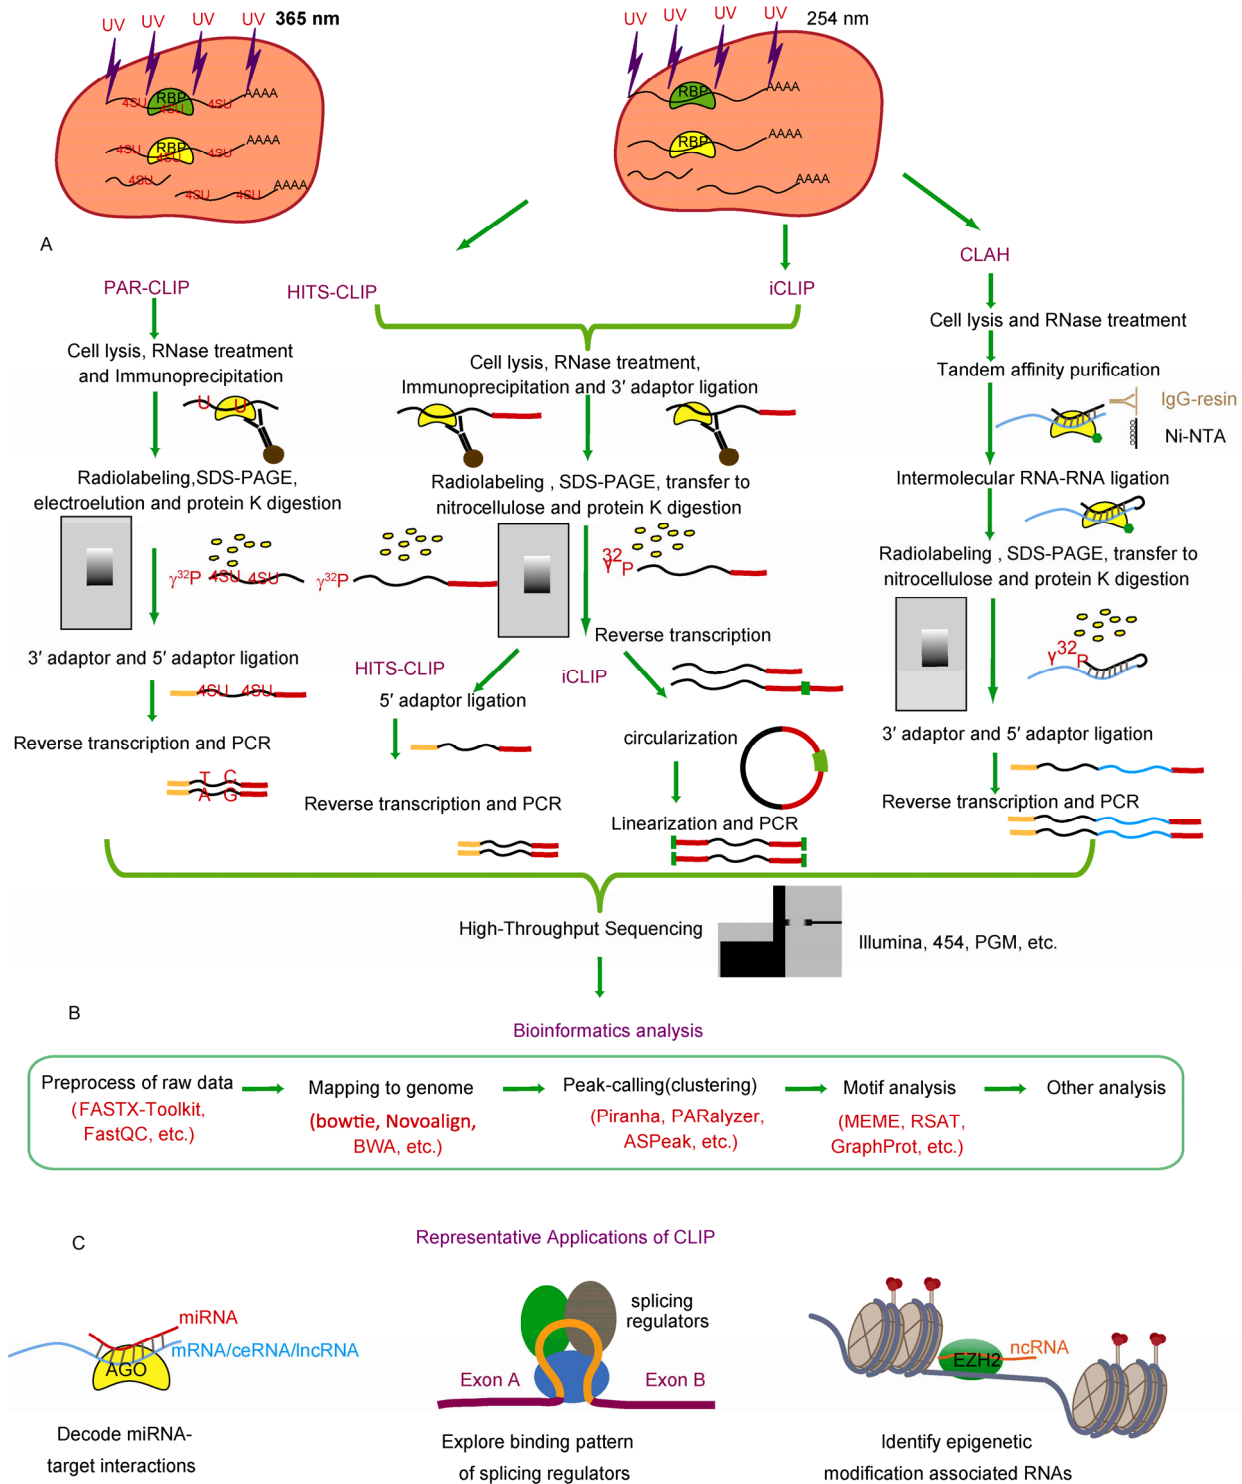 UV UV UV UV 365 nm
4SU RBP 4SU 4SU AAAA
4SU RBP 4SU 4SU AAAA
4SU 4SU 4SU AAAA
UV UV UV UV 254 nm
RBP AAAA
RBP AAAA
AAAA
A
PAR-CLIP
HITS-CLIP
iCLIP
CLAH
Cell lysis, RNase treatment
and Immunoprecipitation
U U
Radiolabeling,SDS-PAGE,
electroelution and protein K digestion
γ32P 4SU 4SU
3′ adaptor and 5′ adaptor ligation
4SU 4SU
Reverse transcription and PCR
T C
A G
Cell lysis, RNase treatment,
Immunoprecipitation and 3′ adaptor ligation
Radiolabeling , SDS-PAGE, transfer to
nitrocellulose and protein K digestion
γ32P
γ32P
HITS-CLIP
5′ adaptor ligation
Reverse transcription and PCR
iCLIP
Reverse transcription
circularization
Linearization and PCR
Cell lysis and RNase treatment
Tandem affinity purification
IgG-resin
Ni-NTA
Intermolecular RNA-RNA ligation
Radiolabeling , SDS-PAGE, transfer to
nitrocellulose and protein K digestion
γ32P
3′ adaptor and 5′ adaptor ligation
Reverse transcription and PCR
High-Throughput Sequencing
Illumina, 454, PGM, etc.
B
Bioinformatics analysis
Preprocess of raw data
(FASTX-Toolkit,
FastQC, etc.)
Mapping to genome
(bowtie, Novoalign,
BWA, etc.)
Peak-calling(clustering)
(Piranha, PARalyzer,
ASPeak, etc.)
Motif analysis
(MEME, RSAT,
GraphProt, etc.)
Other analysis
C
Representative Applications of CLIP
miRNA
mRNA/ceRNA/lncRNA
AGO
Decode miRNA-
target interactions
splicing
regulators
Exon A
Exon B
Explore binding pattern
of splicing regulators
EZH2
ncRNA
Identify epigenetic
modification associated RNAs